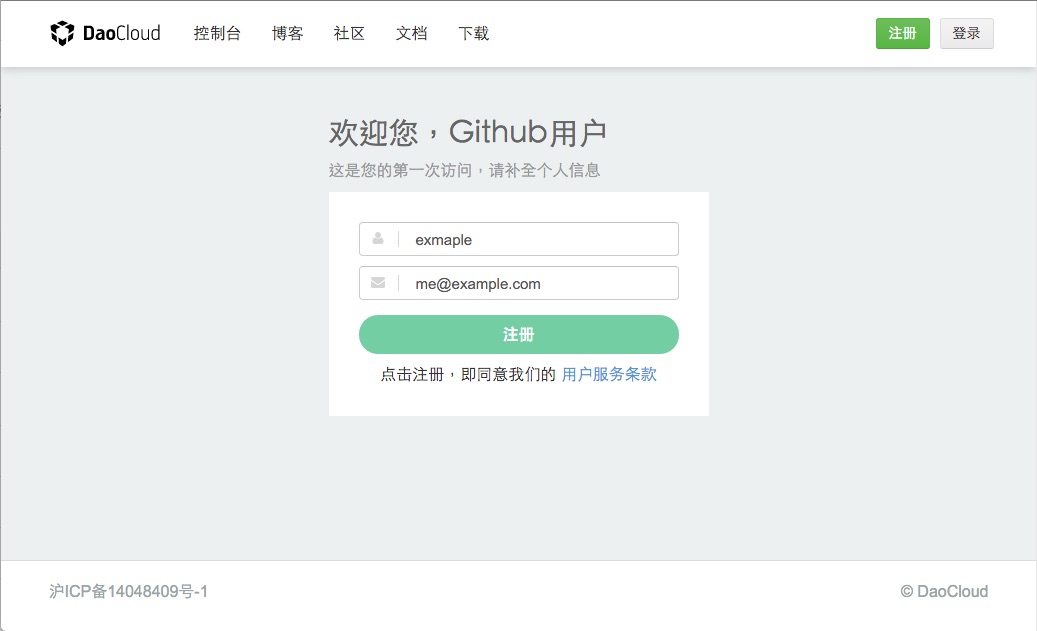 DaoCloud 控制台 博客 社区 文档 下载 注册 登录
欢迎您，Github用户
这是您的第一次访问，请补全个人信息
exmaple
me@example.com
注册
点击注册，即同意我们的 用户服务条款
沪ICP备14048409号-1 © DaoCloud